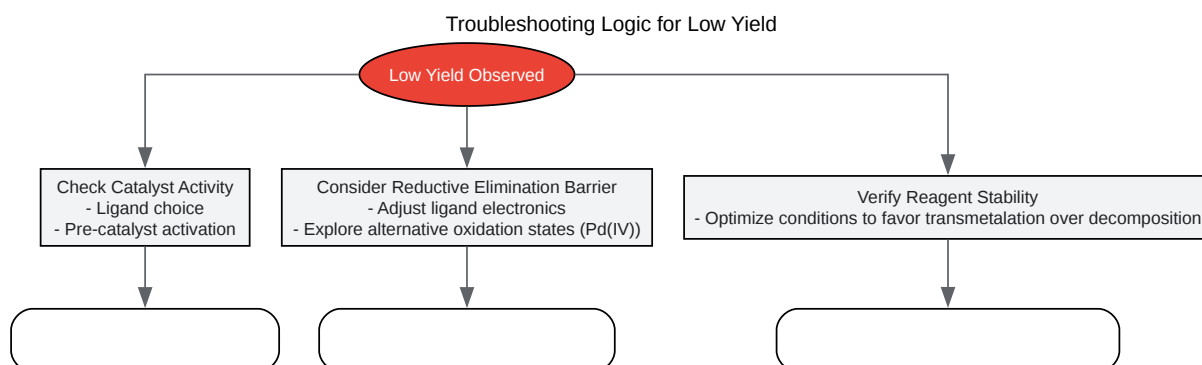 Troubleshooting Logic for Low Yield
Low Yield Observed
Check Catalyst Activity
- Ligand choice
- Pre-catalyst activation
Consider Reductive Elimination Barrier
- Adjust ligand electronics
- Explore alternative oxidation states (Pd(IV))
Verify Reagent Stability
- Optimize conditions to favor transmetalation over decomposition